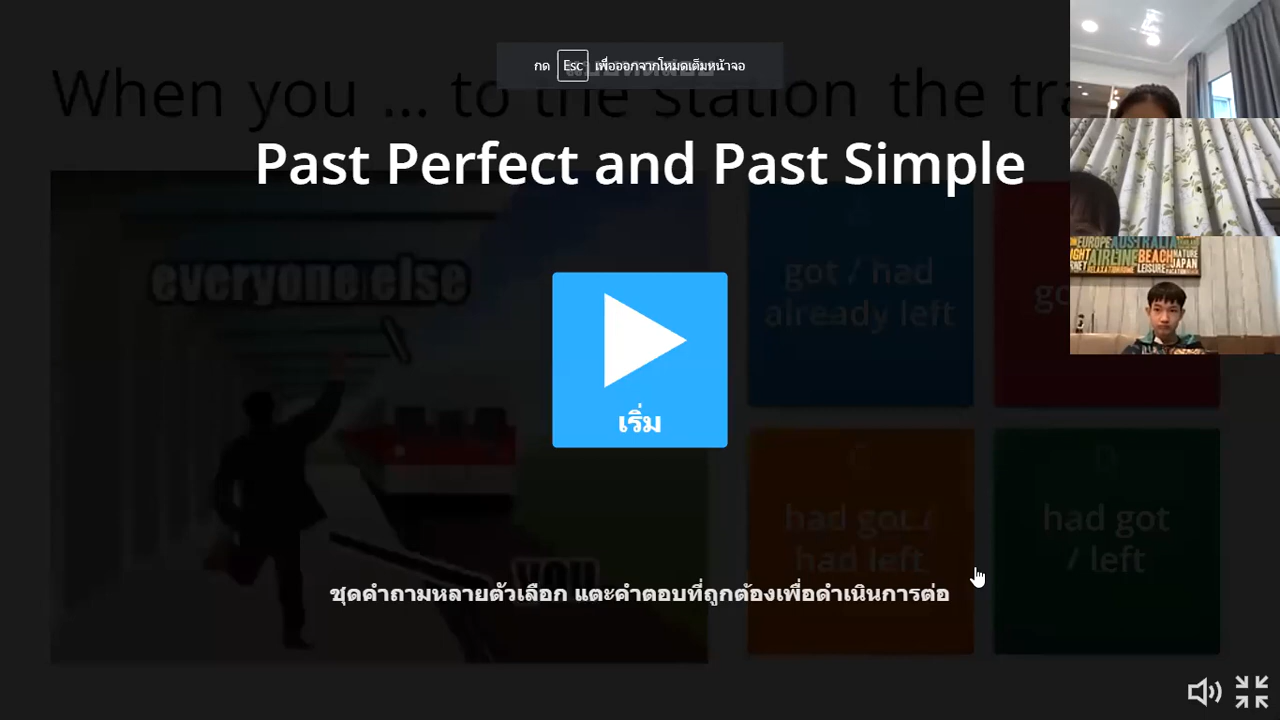 กด Esc เพื่อออกจากโหมดเต็มหน้าจอ
When you ... to the station the tra
Past Perfect and Past Simple
everyone else
got / had
already left
go
EUROPE AUSTRALIA
AIRLINE BEACH NATURE
JAPAN
RELAXATION LEISURE
เริ่ม
C
D
had got /
had left
had got
/ left
you
ชุดคำถามหลายตัวเลือก แตะคำตอบที่ถูกต้องเพื่อดำเนินการต่อ